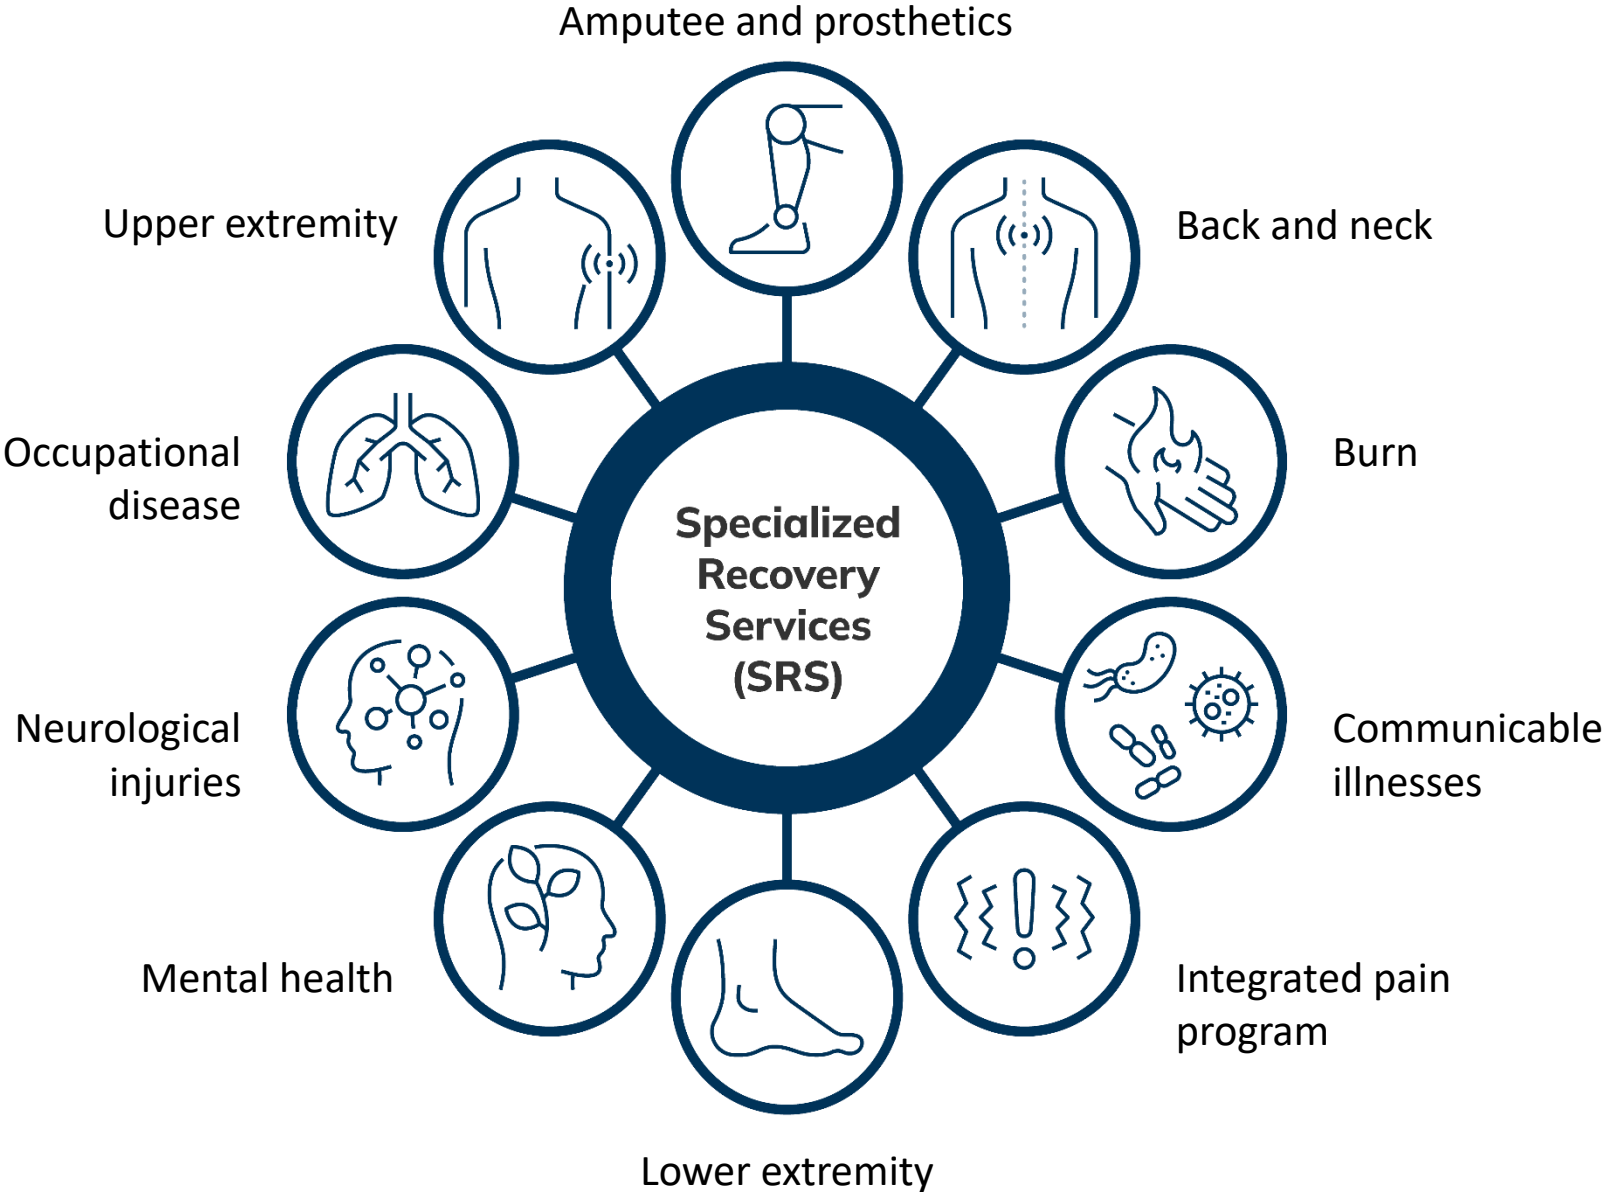 Amputee and prosthetics
Upper extremity
Back and neck
Occupational
disease
Burn
Specialized
Recovery
Services
(SRS)
Neurological
injuries
Communicable
illnesses
Mental health
Integrated pain
program
Lower extremity